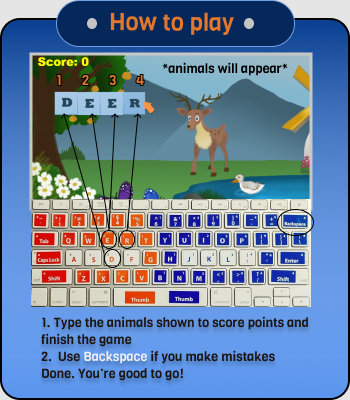 How to play
Score: 0
1 2 3 4
*animals will appear*
D E E R
Backspace
Tab Q W E R T Y U I O P
Caps Lock A S D F G H J K L Enter
Shift Z X C V B N M Shift
Thumb Thumb
1. Type the animals shown to score points and
finish the game
2. Use Backspace if you make mistakes
Done. You're good to go!